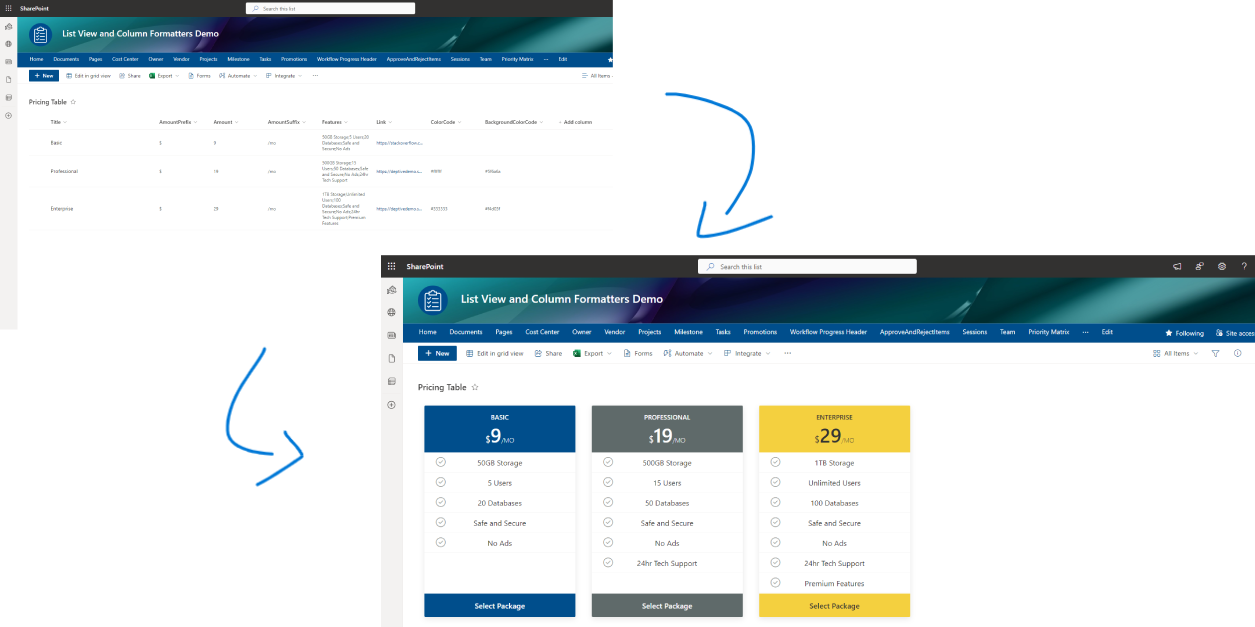 SharePoint
Search this list
List View and Column Formatters Demo
Home Documents Pages Cost Center Owner Vendor Projects Milestone Tasks Promotions Workflow Progress Header ApproveAndRejectItems Sessions Team Priority Matrix ··· Edit
+ New Edit in grid view Share Export Forms Automate Integrate ··· All Items
Pricing Table
Title AmountPrefix Amount AmountSuffix Features Link ColorCode BackgroundColorCode + Add column
Basic $ 9 /mo 50GB Storage;5 Users;20 Databases;Safe and Secure;No Ads https://stackoverflow.s...
Professional $ 19 /mo 500GB Storage;15 Users;50 Databases;Safe and Secure;No Ads;24hr Tech Support
Enterprise $ 29 /mo 1TB Storage;Unlimited Users;100 Databases;Safe and Secure;No Ads;24hr Tech Support;Premium Features #333333
SharePoint
Search this list
List View and Column Formatters Demo
Home Documents Pages Cost Center Owner Vendor Projects Milestone Tasks Promotions Workflow Progress Header ApproveAndRejectItems Sessions Team Priority Matrix ··· Edit Following Site acces
+ New Edit in grid view Share Export Forms Automate Integrate ··· All Items
Pricing Table
BASIC
$9/MO
50GB Storage
5 Users
20 Databases
Safe and Secure
No Ads
Select Package
PROFESSIONAL
$19/MO
500GB Storage
15 Users
50 Databases
Safe and Secure
No Ads
24hr Tech Support
Select Package
ENTERPRISE
$29/MO
1TB Storage
Unlimited Users
100 Databases
Safe and Secure
No Ads
24hr Tech Support
Premium Features
Select Package